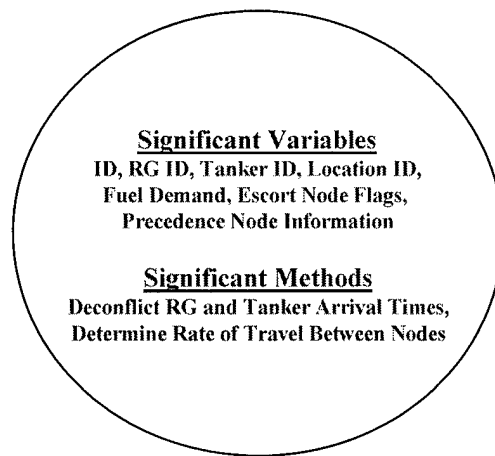 Significant Variables
ID, RG ID, Tanker ID, Location ID,
Fuel Demand, Escort Node Flags,
Precedence Node Information
Significant Methods
Deconflict RG and Tanker Arrival Times,
Determine Rate of Travel Between Nodes